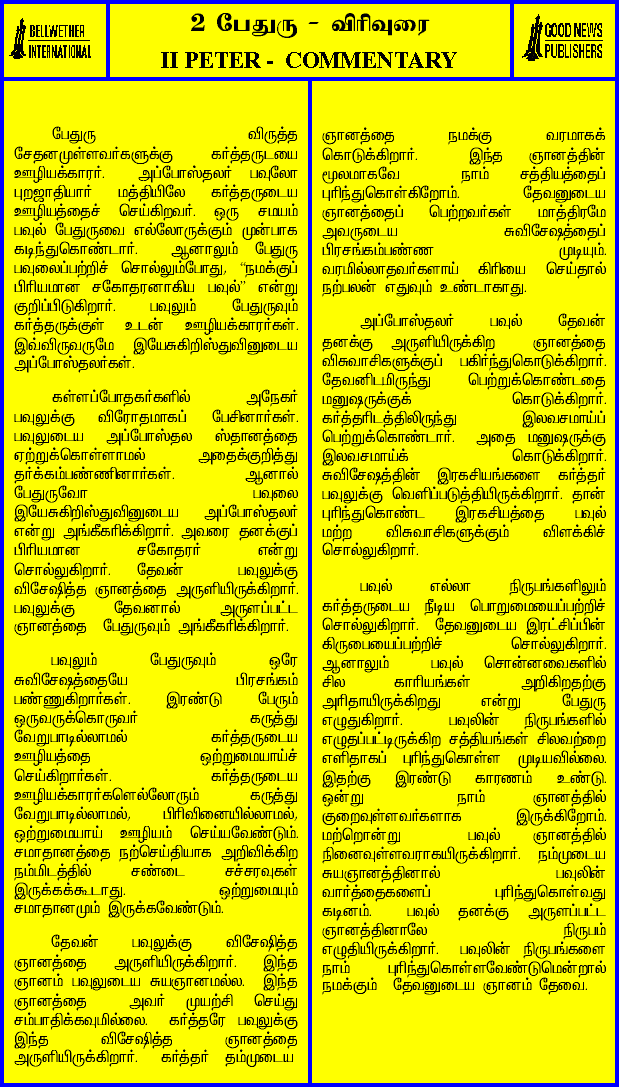 BELLWETHER
INTERNATIONAL
2 பேதுரு - விரிவுரை
II PETER - COMMENTARY
GOOD NEWS
PUBLISHERS
பேதுரு விருத்த
சேதனமுள்ளவர்களுக்கு கர்த்தருடயை
ஊழியக்காரர். அப்போஸ்தலர் பவுலோ
புறஜாதியார் மத்தியிலே கர்த்தருடைய
ஊழியத்தைச் செய்கிறவர். ஒரு சமயம்
பவுல் பேதுருவை எல்லோருக்கும் முன்பாக
கடிந்துகொண்டார். ஆனாலும் பேதுரு
பவுலைப்பற்றிச் சொல்லும்போது, “நமக்குப்
பிரியமான சகோதரனாகிய பவுல்” என்று
குறிப்பிடுகிறார். பவுலும் பேதுருவும்
கர்த்தருக்குள் உடன் ஊழியக்காரர்கள்.
இவ்விருவருமே இயேசுகிறிஸ்துவினுடைய
அப்போஸ்தலர்கள்.
கள்ளப்போதகர்களில் அநேகர்
பவுலுக்கு விரோதமாகப் பேசினார்கள்.
பவுலுடைய அப்போஸ்தல ஸ்தானத்தை
ஏற்றுக்கொள்ளாமல் அதைக்குறித்து
தர்க்கம்பண்ணினார்கள். ஆனால்
பேதுருவோ பவுலை
இயேசுகிறிஸ்துவினுடைய அப்போஸ்தலர்
என்று அங்கீகரிக்கிறார். அவரை தனக்குப்
பிரியமான சகோதரர் என்று
சொல்லுகிறார். தேவன் பவுலுக்கு
விசேஷித்த ஞானத்தை அருளியிருக்கிறார்.
பவுலுக்கு தேவனால் அருளப்பட்ட
ஞானத்தை பேதுருவும் அங்கீகரிக்கிறார்.
பவுலும் பேதுருவும் ஒரே
சுவிசேஷத்தையே பிரசங்கம்
பண்ணுகிறார்கள். இரண்டு பேரும்
ஒருவருக்கொருவர் கருத்து
வேறுபாடில்லாமல் கர்த்தருடைய
ஊழியத்தை ஒற்றுமையாய்ச்
செய்கிறார்கள். கர்த்தருடைய
ஊழியக்காரர்களெல்லோரும் கருத்து
வேறுபாடில்லாமல், பிரிவினையில்லாமல்,
ஒற்றுமையாய் ஊழியம் செய்யவேண்டும்.
சமாதானத்தை நற்செய்தியாக அறிவிக்கிற
நம்மிடத்தில் சண்டை சச்சரவுகள்
இருக்கக்கூடாது. ஒற்றுமையும்
சமாதானமும் இருக்கவேண்டும்.
தேவன் பவுலுக்கு விசேஷித்த
ஞானத்தை அருளியிருக்கிறார். இந்த
ஞானம் பவுலுடைய சுயஞானமல்ல. இந்த
ஞானத்தை அவர் முயற்சி செய்து
சம்பாதிக்கவுமில்லை. கர்த்தரே பவுலுக்கு
இந்த விசேஷித்த ஞானத்தை
அருளியிருக்கிறார். கர்த்தர் தம்முடைய
ஞானத்தை நமக்கு வரமாகக்
கொடுக்கிறார். இந்த ஞானத்தின்
மூலமாகவே நாம் சத்தியத்தைப்
புரிந்துகொள்கிறோம். தேவனுடைய
ஞானத்தைப் பெற்றவர்கள் மாத்திரமே
அவருடைய சுவிசேஷத்தைப்
பிரசங்கம்பண்ண முடியும்.
வரமில்லாதவர்களாய் கிரியை செய்தால்
நற்பலன் எதுவும் உண்டாகாது.
அப்போஸ்தலர் பவுல் தேவன்
தனக்கு அருளியிருக்கிற ஞானத்தை
விசுவாசிகளுக்குப் பகிர்ந்துகொடுக்கிறார்.
தேவனிடமிருந்து பெற்றுக்கொண்டதை
மனுஷருக்குக் கொடுக்கிறார்.
கர்த்தரிடத்திலிருந்து இலவசமாய்ப்
பெற்றுக்கொண்டார். அதை மனுஷருக்கு
இலவசமாய்க் கொடுக்கிறார்.
சுவிசேஷத்தின் இரகசியங்களை கர்த்தர்
பவுலுக்கு வெளிப்படுத்தியிருக்கிறார். தான்
புரிந்துகொண்ட இரகசியத்தை பவுல்
மற்ற விசுவாசிகளுக்கும் விளக்கிச்
சொல்லுகிறார்.
பவுல் எல்லா நிருபங்களிலும்
கர்த்தருடைய நீடிய பொறுமையைப்பற்றிச்
சொல்லுகிறார். தேவனுடைய இரட்சிப்பின்
கிருபையைப்பற்றிச் சொல்லுகிறார்.
ஆனாலும் பவுல் சொன்னவைகளில்
சில காரியங்கள் அறிகிறதற்கு
அரிதாயிருக்கிறது என்று பேதுரு
எழுதுகிறார். பவுலின் நிருபங்களில்
எழுதப்பட்டிருக்கிற சத்தியங்கள் சிலவற்றை
எளிதாகப் புரிந்துகொள்ள முடியவில்லை.
இதற்கு இரண்டு காரணம் உண்டு.
ஒன்று நாம் ஞானத்தில்
குறைவுள்ளவர்களாக இருக்கிறோம்.
மற்றொன்று பவுல் ஞானத்தில்
நினைவுள்ளவராகயிருக்கிறார். நம்முடைய
சுயஞானத்தினால் பவுலின்
வார்த்தைகளைப் புரிந்துகொள்வது
கடினம். பவுல் தனக்கு அருளப்பட்ட
ஞானத்தினாலே நிருபம்
எழுதியிருக்கிறார். பவுலின் நிருபங்களை
நாம் புரிந்துகொள்ளவேண்டுமென்றால்
நமக்கும் தேவனுடைய ஞானம் தேவை.